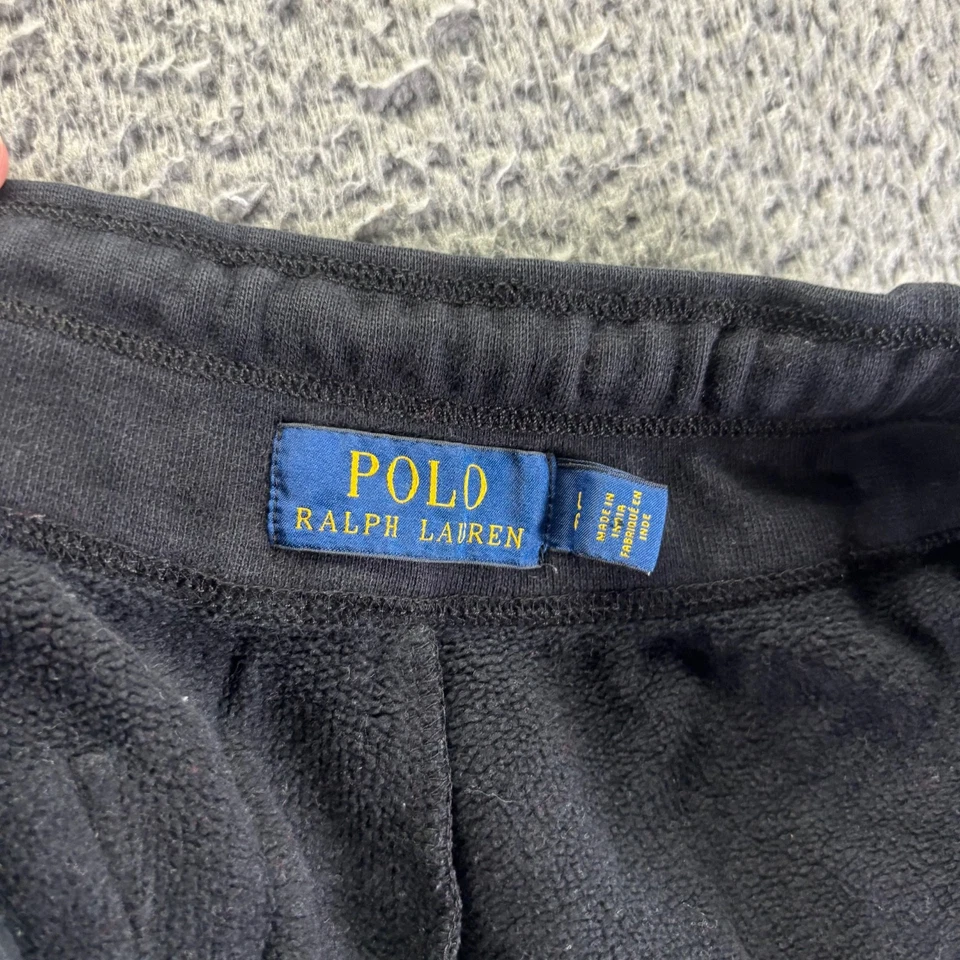 POLO
RALPH LAUREN
MADE IN
INDIA
FABRIQUÉ EN
INDE